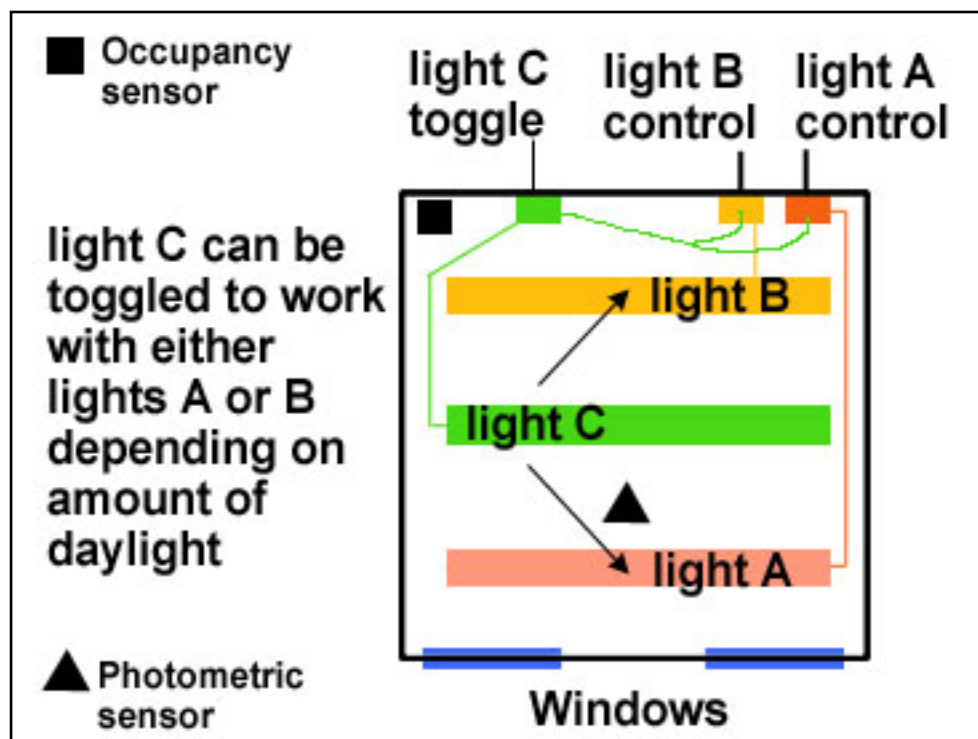 Occupancy
sensor
light C
toggle
light B
control
light A
control
light C can be
toggled to work
with either
lights A or B
depending on
amount of
daylight
light B
light C
light A
Photometric
sensor
Windows